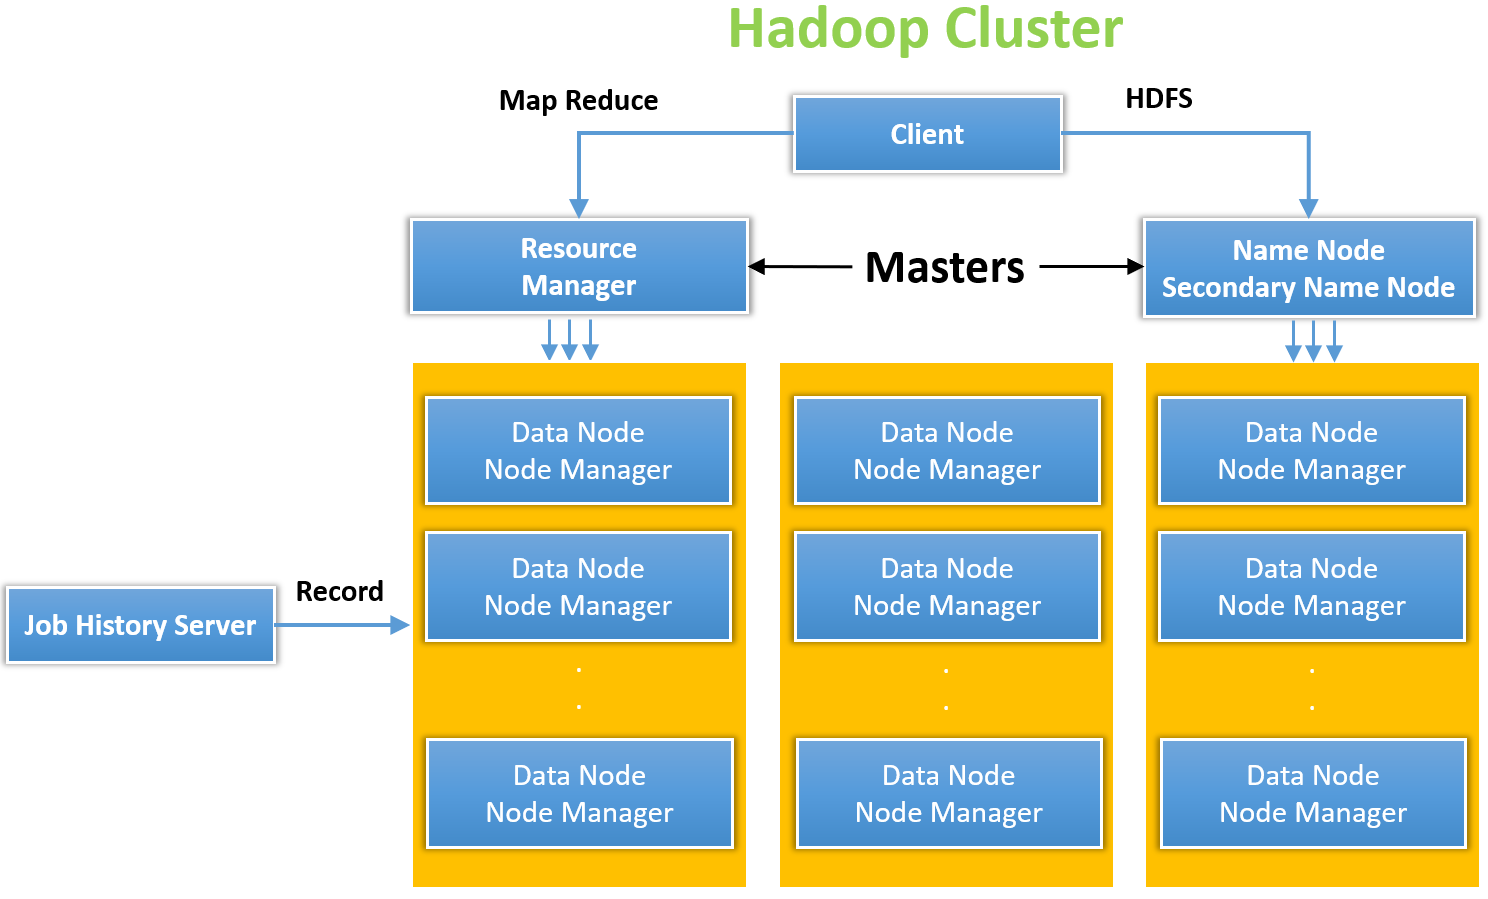 Hadoop Cluster
Map Reduce
Client
HDFS
Resource
Manager
Masters
Name Node
Secondary Name Node
Data Node
Node Manager
Data Node
Node Manager
Data Node
Node Manager
Data Node
Node Manager
Data Node
Node Manager
Data Node
Node Manager
Job History Server
Record
.
.
.
.
.
.
Data Node
Node Manager
Data Node
Node Manager
Data Node
Node Manager